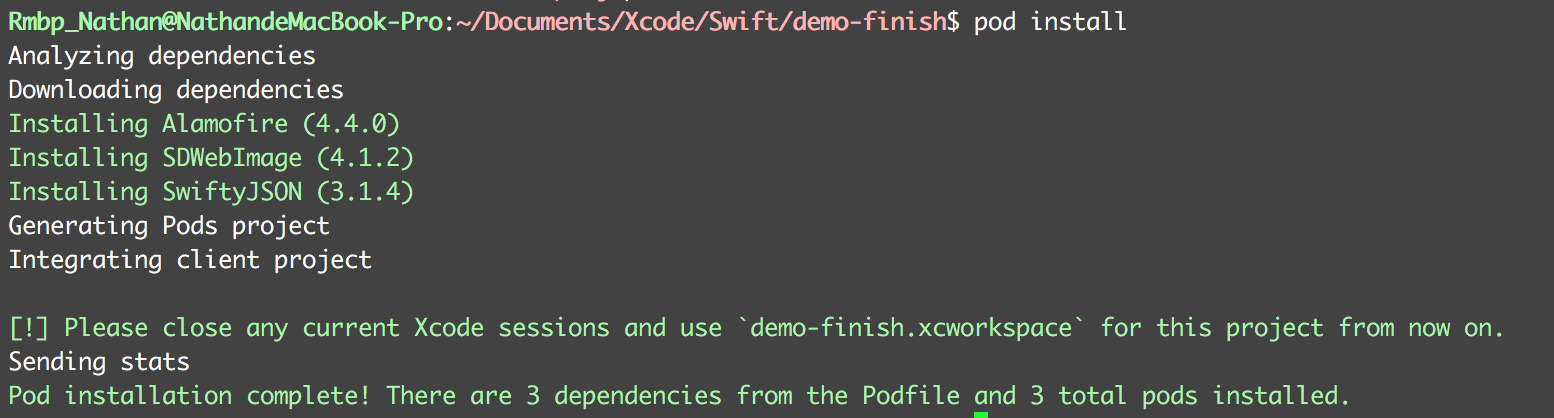 Rmbp_Nathan@NathandeMacBook-Pro:~/Documents/Xcode/Swift/demo-finish$ pod install
Analyzing dependencies
Downloading dependencies
Installing Alamofire (4.4.0)
Installing SDWebImage (4.1.2)
Installing SwiftyJSON (3.1.4)
Generating Pods project
Integrating client project
[!] Please close any current Xcode sessions and use `demo-finish.xcworkspace` for this project from now on.
Sending stats
Pod installation complete! There are 3 dependencies from the Podfile and 3 total pods installed.